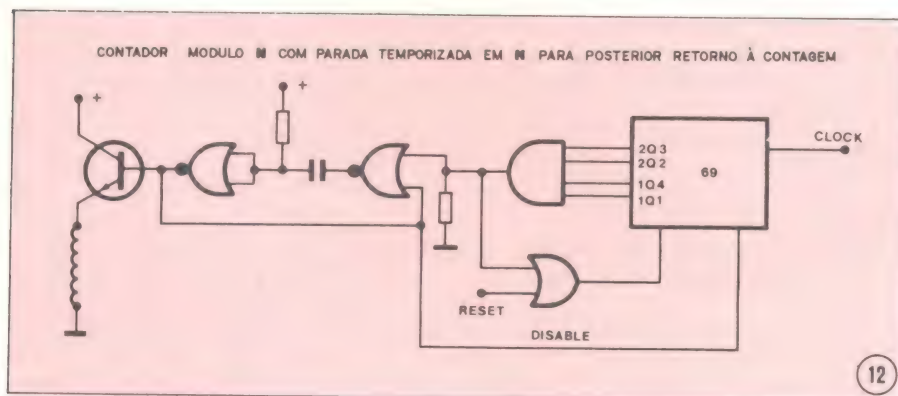 CONTADOR MODULO N COM PARADA TEMPORIZADA EM N PARA POSTERIOR RETORNO À CONTAGEM
+
+
CLOCK
2Q3
2Q2
69
1Q4
1Q1
RESET
DISABLE
12